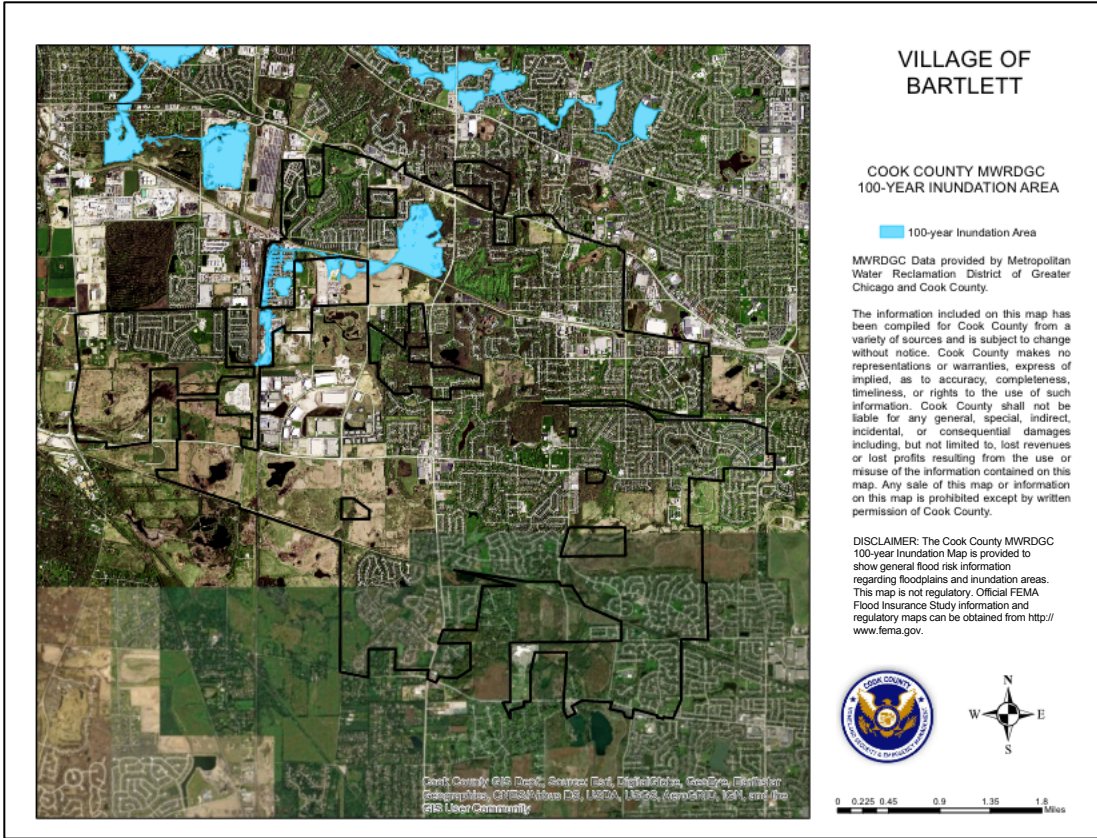 VILLAGE OF
BARTLETT
COOK COUNTY MWRDGC
100-YEAR INUNDATION AREA
100-year Inundation Area
MWRDGC Data provided by Metropolitan
Water Reclamation District of Greater
Chicago and Cook County.
The information included on this map has
been compiled for Cook County from a
variety of sources and is subject to change
without notice. Cook County makes no
representations or warranties, express of
implied, as to accuracy, completeness,
timeliness, or rights to the use of such
information. Cook County shall not be
liable for any general, special, indirect,
incidental, or consequential damages
including, but not limited to, lost revenues
or lost profits resulting from the use or
misuse of the information contained on this
map. Any sale of this map or information
on this map is prohibited except by written
permission of Cook County.
DISCLAIMER: The Cook County MWRDGC
100-year Inundation Map is provided to
show general flood risk information
regarding floodplains and inundation areas.
This map is not regulatory. Official FEMA
Flood Insurance Study information and
regulatory maps can be obtained from http://
www.fema.gov.
COOK COUNTY
HOMELAND SECURITY & EMERGENCY MANAGEMENT
N
W E
S
0 0.225 0.45 0.9 1.35 1.8
Miles
Cook County GIS Dept., Source: Esri, DigitalGlobe, GeoEye, Earthstar
Geographics, CNES/Airbus DS, USDA, USGS, AeroGRID, IGN, and the
GIS User Community